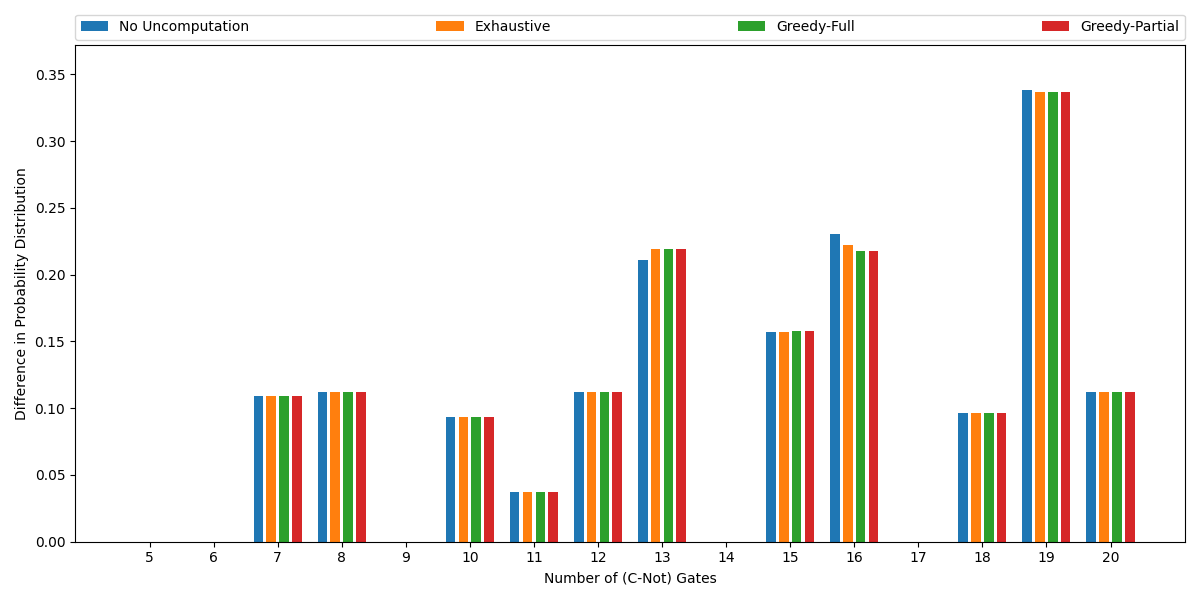 No Uncomputation Exhaustive Greedy-Full Greedy-Partial
Difference in Probability Distribution
0.35
0.30
0.25
0.20
0.15
0.10
0.05
0.00
5 6 7 8 9 10 11 12 13 14 15 16 17 18 19 20
Number of (C-Not) Gates